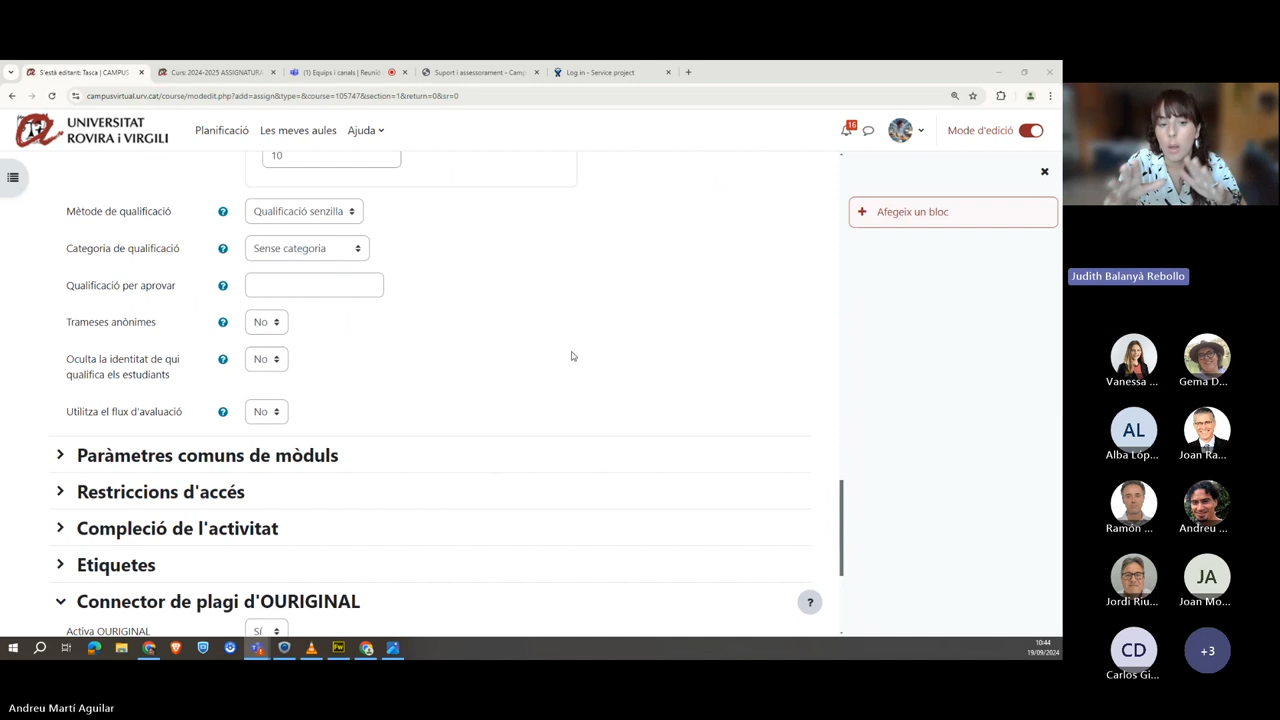 S'està editant: Tasca | CAMPUS
Curs: 2024-2025 ASSIGNATURA
(1) Equips i canals | Reunió
Suport i assessorament - Camp
Log in - Service project
campusvirtual.urv.cat/course/modedit.php?add=assign&type=&course=105747&section=1&return=0&sr=0
UNIVERSITAT
ROVIRA i VIRGILI
Planificació
Les meves aules
Ajuda
16
Mode d'edició
10
Afegeix un bloc
Mètode de qualificació
Qualificació senzilla
Categoria de qualificació
Sense categoria
Qualificació per aprovar
Trameses anònimes
No
Oculta la identitat de qui
qualifica els estudiants
No
Utilitza el flux d'avaluació
No
Paràmetres comuns de mòduls
Restriccions d'accés
Compleció de l'activitat
Etiquetes
Connector de plagi d'OURIGINAL
?
Activa OURIGINAL
Sí
Fw
10:44
19/09/2024
Judith Balanyà Rebollo
Vanessa ...
Gema D...
AL
Alba Lóp...
Joan Ra...
Ramón ...
Andreu ...
Jordi Riu...
JA
Joan Mo...
CD
Carlos Gi...
+3
Andreu Martí Aguilar